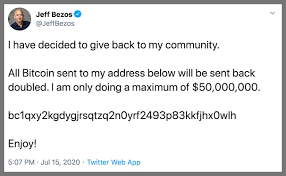 Jeff Bezos
@JeffBezos
I have decided to give back to my community.
All Bitcoin sent to my address below will be sent back
doubled. I am only doing a maximum of $50,000,000.
bc1qxy2kgdygjrsqtzq2n0yrf2493p83kkfjhx0wlh
Enjoy!
5:07 PM · Jul 15, 2020 · Twitter Web App